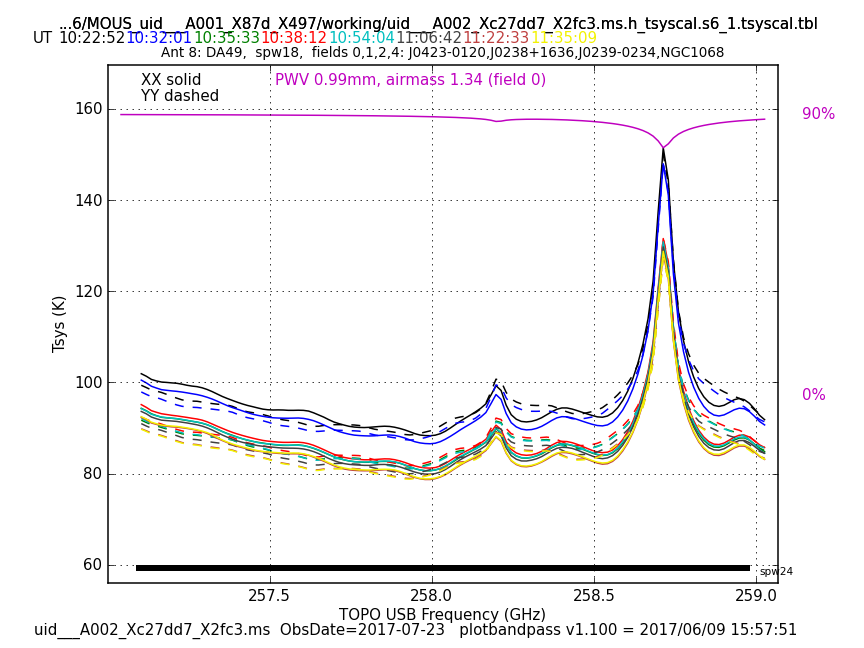 ...6/MOUS_uid___A001_X87d_X497/working/uid___A002_Xc27dd7_X2fc3.ms.h_tsyscal.s6_1.tsyscal.tbl
UT 10:22:52 10:32:01 10:35:33 10:38:12 10:54:04 11:06:42 11:22:33 11:35:09
Ant 8: DA49, spw18, fields 0,1,2,4: J0423-0120,J0238+1636,J0239-0234,NGC1068
XX solid
PWV 0.99mm, airmass 1.34 (field 0)
YY dashed
160
90%
140
120
Tsys (K)
100
0%
80
60
spw24
257.5 258.0 258.5 259.0
TOPO USB Frequency (GHz)
uid___A002_Xc27dd7_X2fc3.ms ObsDate=2017-07-23 plotbandpass v1.100 = 2017/06/09 15:57:51